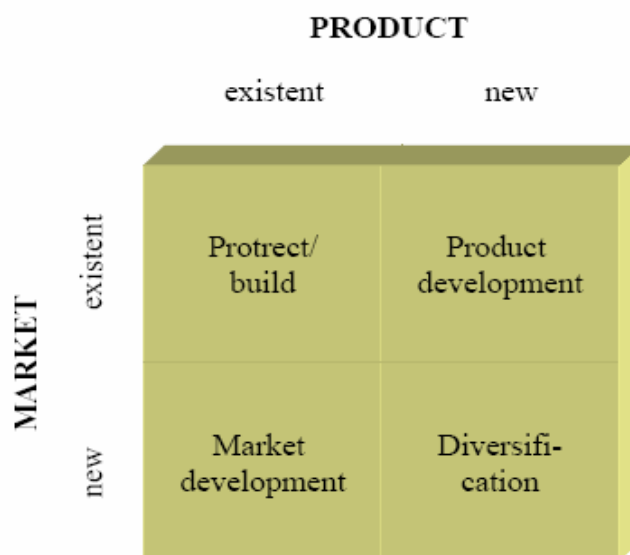 PRODUCT
existent new
existent
Protrect/
build
Product
development
MARKET
new
Market
development
Diversifi-
cation